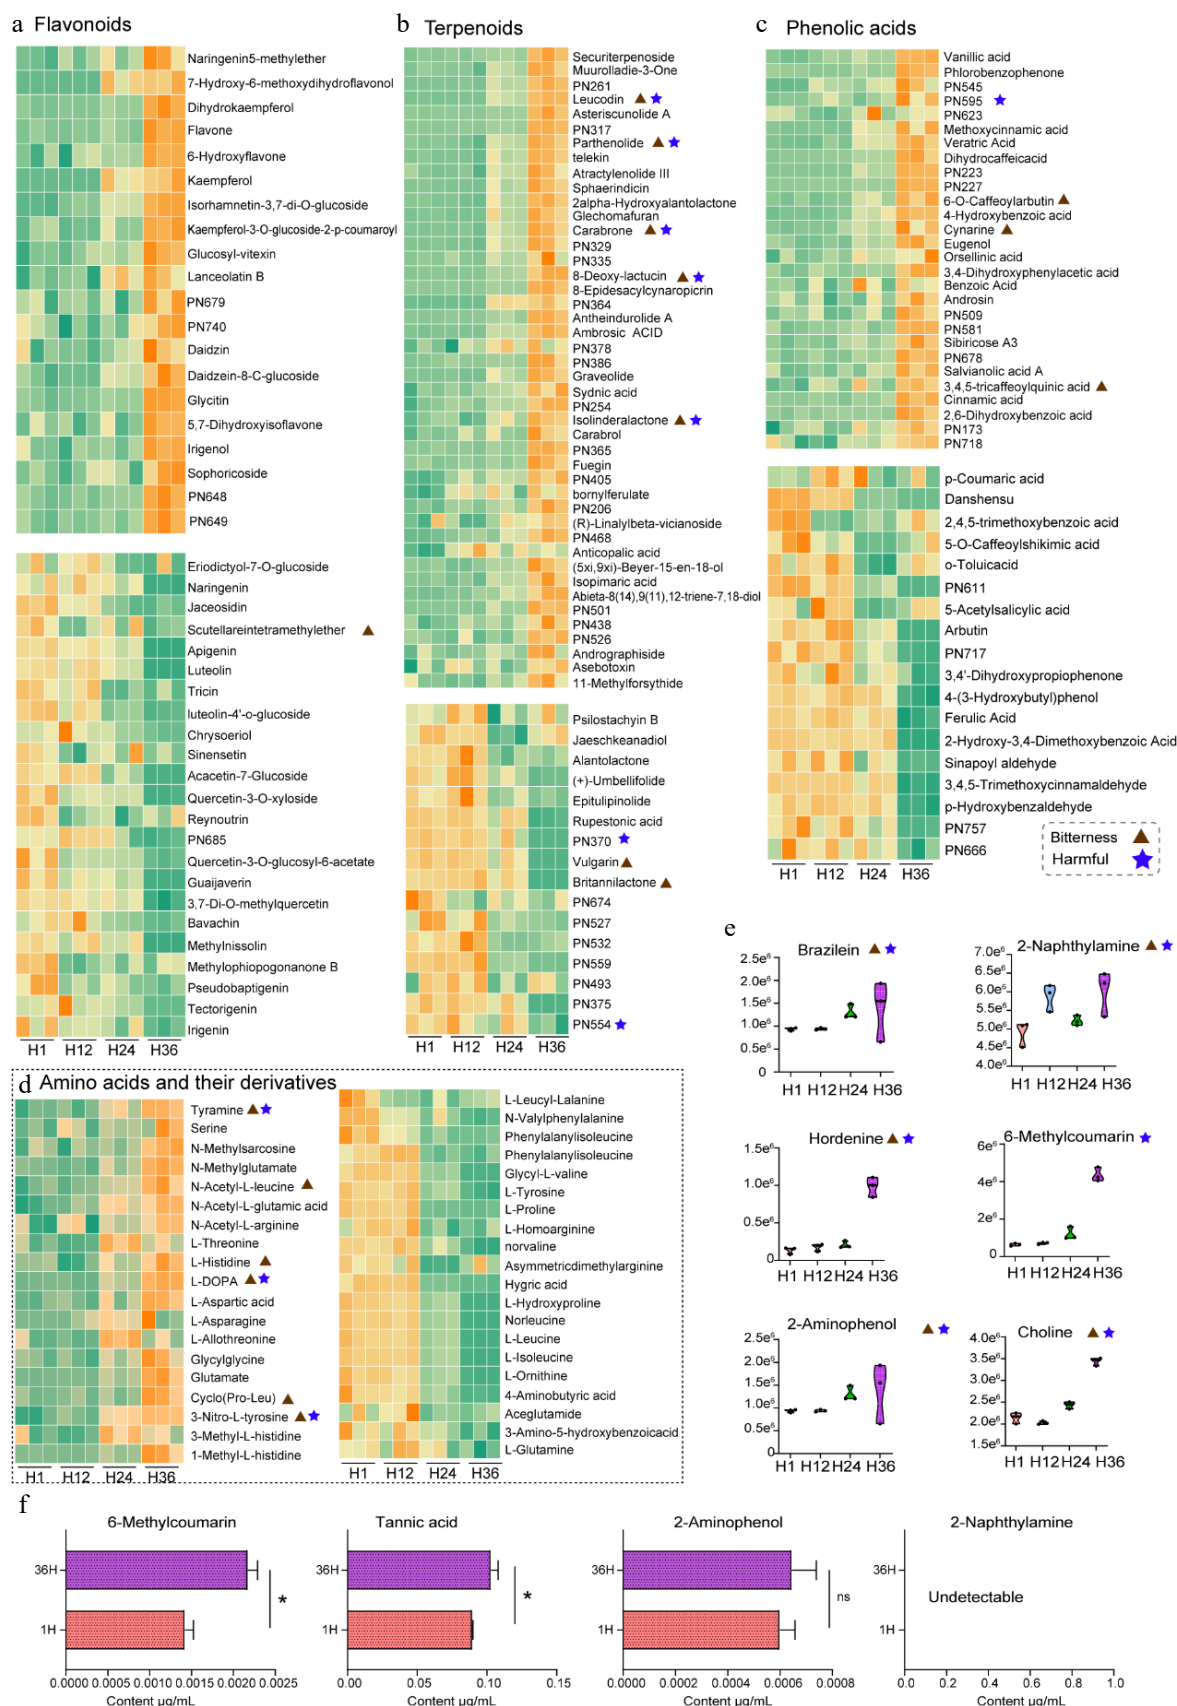 a Flavonoids
Naringenin5-methylether
7-Hydroxy-6-methoxydihydroflavonol
Dihydrokaempferol
Flavone
6-Hydroxyflavone
Kaempferol
Isorhamnetin-3,7-di-O-glucoside
Kaempferol-3-O-glucoside-2-p-coumaroyl
Glucosyl-vitexin
Lanceolatin B
PN679
PN740
Daidzin
Daidzein-8-C-glucoside
Glycitin
5,7-Dihydroxyisoflavone
Irigenol
Sophoricoside
PN648
PN649
Eriodictyol-7-O-glucoside
Naringenin
Jaceosidin
Scutellareintetramethylether
Apigenin
Luteolin
Tricin
luteolin-4'-o-glucoside
Chrysoeriol
Sinensetin
Acacetin-7-Glucoside
Quercetin-3-O-xyloside
Reynoutrin
PN685
Quercetin-3-O-glucosyl-6-acetate
Guaijaverin
3,7-Di-O-methylquercetin
Bavachin
Methylnissolin
Methylophiopogonanone B
Pseudobaptigenin
Tectorigenin
Irigenin
H1 H12 H24 H36
b Terpenoids
Securiterpenoside
Muurolladie-3-One
PN261
Leucodin
Asteriscunolide A
PN317
Parthenolide
telekin
Atractylenolide III
Sphaerindicin
2alpha-Hydroxyalantolactone
Glechomafuran
Carabrone
PN329
PN335
8-Deoxy-lactucin
8-Epidesacylcynaropicrin
PN364
Antheindurolide A
Ambrosic ACID
PN378
PN386
Graveolide
Sydnic acid
PN254
Isolinderalactone
Carabrol
PN365
Fuegin
PN405
bornylferulate
PN206
(R)-Linalylbeta-vicianoside
PN468
Anticopalic acid
(5xi,9xi)-Beyer-15-en-18-ol
Isopimaric acid
Abieta-8(14),9(11),12-triene-7,18-diol
PN501
PN438
PN526
Andrographiside
Asebotoxin
11-Methylforsythide
Psilostachyin B
Jaeschkeanadiol
Alantolactone
(+)-Umbellifolide
Epitulipinolide
Rupestonic acid
PN370
Vulgarin
Britannilactone
PN674
PN527
PN532
PN559
PN493
PN375
PN554
H1 H12 H24 H36
c Phenolic acids
Vanillic acid
Phlorobenzophenone
PN545
PN595
PN623
Methoxycinnamic acid
Veratric Acid
Dihydrocaffeicacid
PN223
PN227
6-O-Caffeoylarbutin
4-Hydroxybenzoic acid
Cynarine
Eugenol
Orsellinic acid
3,4-Dihydroxyphenylacetic acid
Benzoic Acid
Androsin
PN509
PN581
Sibiricose A3
PN678
Salvianolic acid A
3,4,5-tricaffeoylquinic acid
Cinnamic acid
2,6-Dihydroxybenzoic acid
PN173
PN718
p-Coumaric acid
Danshensu
2,4,5-trimethoxybenzoic acid
5-O-Caffeoylshikimic acid
o-Toluicacid
PN611
5-Acetylsalicylic acid
Arbutin
PN717
3,4'-Dihydroxypropiophenone
4-(3-Hydroxybutyl)phenol
Ferulic Acid
2-Hydroxy-3,4-Dimethoxybenzoic Acid
Sinapoyl aldehyde
3,4,5-Trimethoxycinnamaldehyde
p-Hydroxybenzaldehyde
PN757
PN666
H1 H12 H24 H36
Bitterness
Harmful
d Amino acids and their derivatives
Tyramine
Serine
N-Methylsarcosine
N-Methylglutamate
N-Acetyl-L-leucine
N-Acetyl-L-glutamic acid
N-Acetyl-L-arginine
L-Threonine
L-Histidine
L-DOPA
L-Aspartic acid
L-Asparagine
L-Allothreonine
Glycylglycine
Glutamate
Cyclo(Pro-Leu)
3-Nitro-L-tyrosine
3-Methyl-L-histidine
1-Methyl-L-histidine
H1 H12 H24 H36
L-Leucyl-Lalanine
N-Valylphenylalanine
Phenylalanylisoleucine
Phenylalanylisoleucine
Glycyl-L-valine
L-Tyrosine
L-Proline
L-Homoarginine
norvaline
Asymmetricdimethylarginine
Hygric acid
L-Hydroxyproline
Norleucine
L-Leucine
L-Isoleucine
L-Ornithine
4-Aminobutyric acid
Aceglutamide
3-Amino-5-hydroxybenzoicacid
L-Glutamine
H1 H12 H24 H36
e
Brazilein
2.5e⁶
2.0e⁶
1.5e⁶
1.0e⁶
0
H1 H12 H24 H36
2-Naphthylamine
7.0e⁶
6.5e⁶
6.0e⁶
5.5e⁶
5.0e⁶
4.5e⁶
4.0e⁶
H1 H12 H24 H36
Hordenine
1.5e⁶
1.0e⁶
0.5e⁶
0
H1 H12 H24 H36
6-Methylcoumarin
6e⁶
4e⁶
2e⁶
0
H1 H12 H24 H36
2-Aminophenol
2.5e⁶
2.0e⁶
1.5e⁶
1.0e⁶
0.5e⁶
0
H1 H12 H24 H36
Choline
4.0e⁶
3.5e⁶
3.0e⁶
2.5e⁶
2.0e⁶
1.5e⁶
H1 H12 H24 H36
f
6-Methylcoumarin
36H
1H
*
0.0000 0.0005 0.0010 0.0015 0.0020 0.0025
Content μg/mL
Tannic acid
36H
1H
*
0.00 0.05 0.10 0.15
Content μg/mL
2-Aminophenol
36H
1H
ns
0.0000 0.0002 0.0004 0.0006 0.0008
Content μg/mL
2-Naphthylamine
36H
Undetectable
1H
0.0 0.2 0.4 0.6 0.8 1.0
Content μg/mL